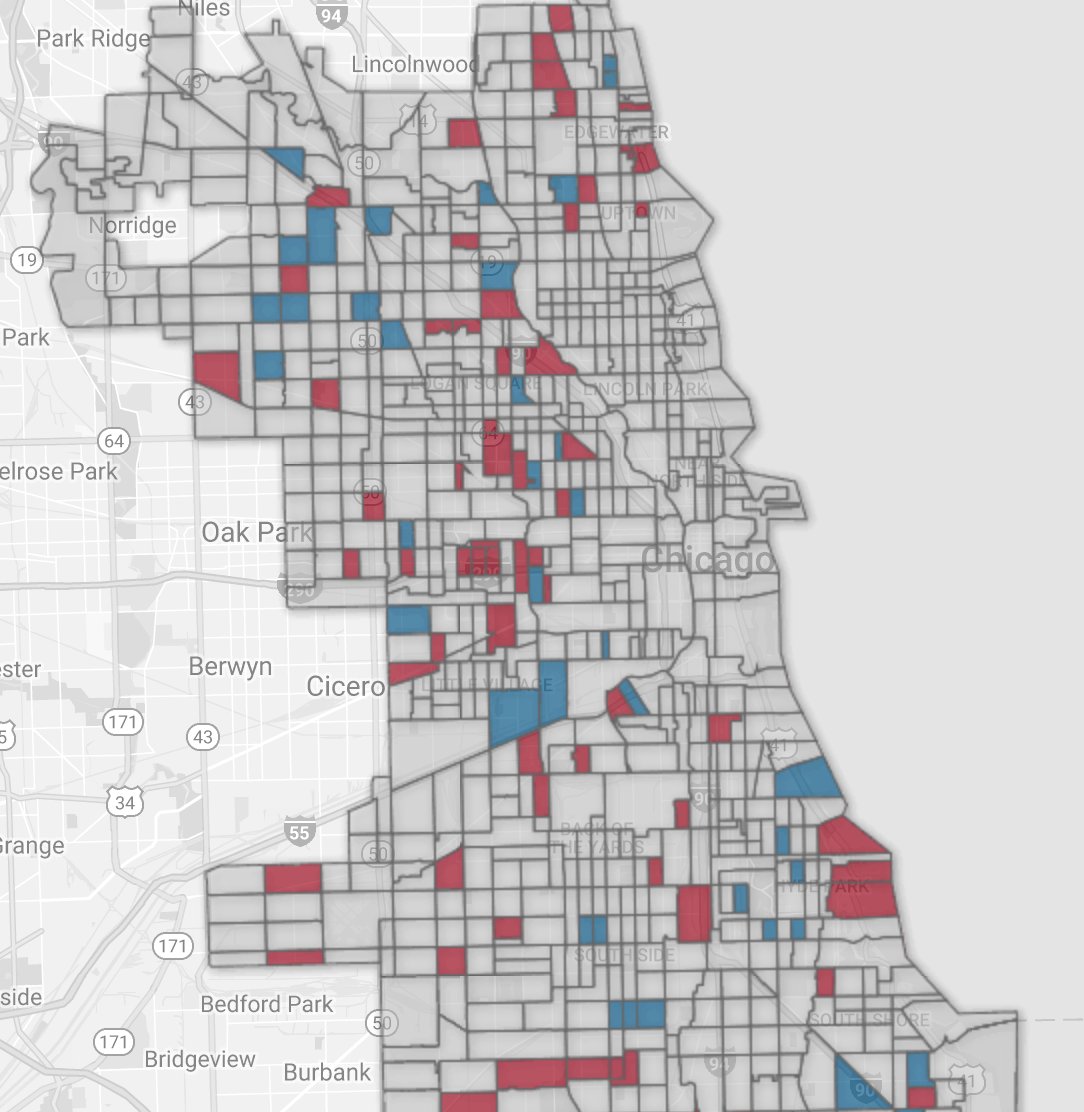 Niles
94
Park Ridge
Lincolnwood
43
14
90
EDGEWATER
50
Norridge
UPTOWN
19
19
171
41
Park
50
90
LOGAN SQUARE
LINCOLN PARK
43
64
64
elrose Park
NEAR
NORTH SIDE
50
Oak Park
Chicago
290
290
ester
Berwyn
Cicero
LITTLE VILLAGE
171
43
5
41
34
90
55
BACK OF
THE YARDS
Grange
50
HYDE PARK
171
SOUTH SIDE
side
Bedford Park
50
SOUTH SHORE
171
Bridgeview
Burbank
94
90
41